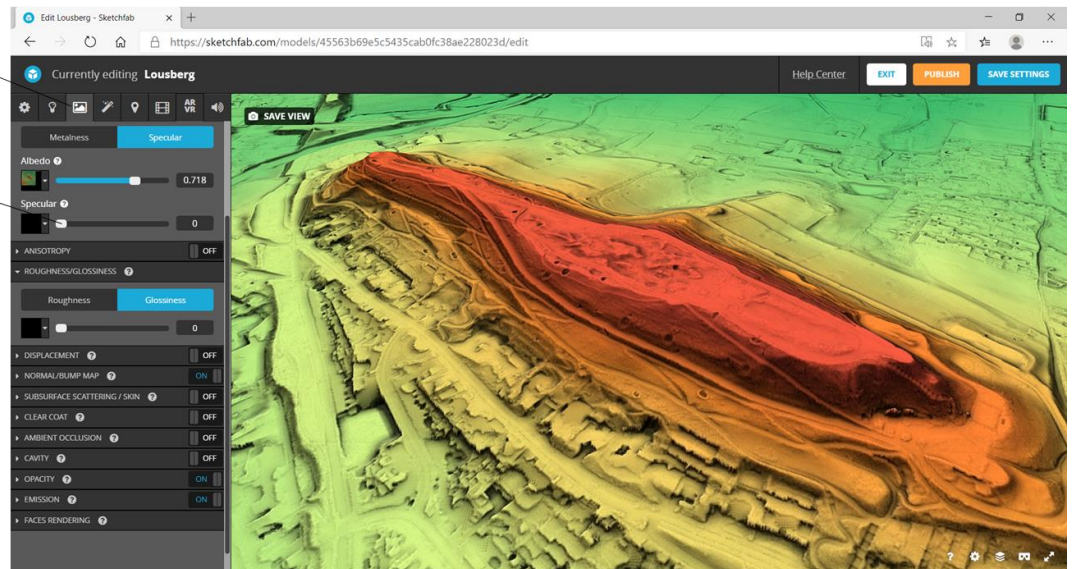 Edit Lousberg - Sketchfab
https://sketchfab.com/models/45563b69e5c5435cab0fc38ae228023d/edit
Currently editing Lousberg
Help Center
EXIT
PUBLISH
SAVE SETTINGS
AR
VR
SAVE VIEW
Metalness Specular
Albedo ?
0.718
Specular ?
0
ANISOTROPY OFF
ROUGHNESS/GLOSSINESS ?
Roughness Glossiness
0
DISPLACEMENT ? OFF
NORMAL/BUMP MAP ? ON
SUBSURFACE SCATTERING / SKIN ? OFF
CLEAR COAT ? OFF
AMBIENT OCCLUSION ? OFF
CAVITY ? OFF
OPACITY ? ON
EMISSION ? ON
FACES RENDERING ?
?